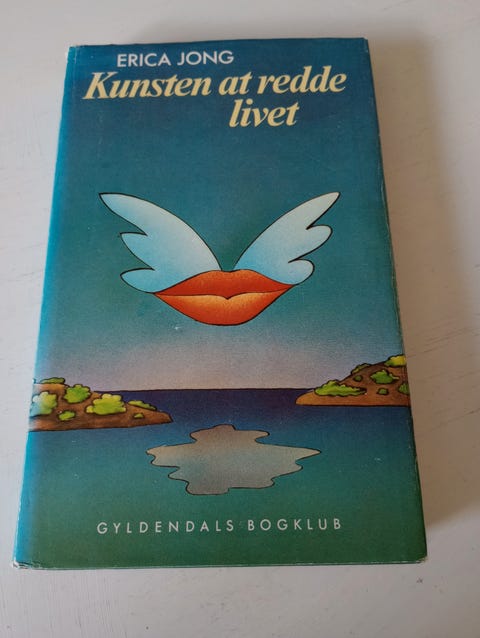 ERICA JONG
Kunsten at redde
livet
GYLDENDALS BOGKLUB